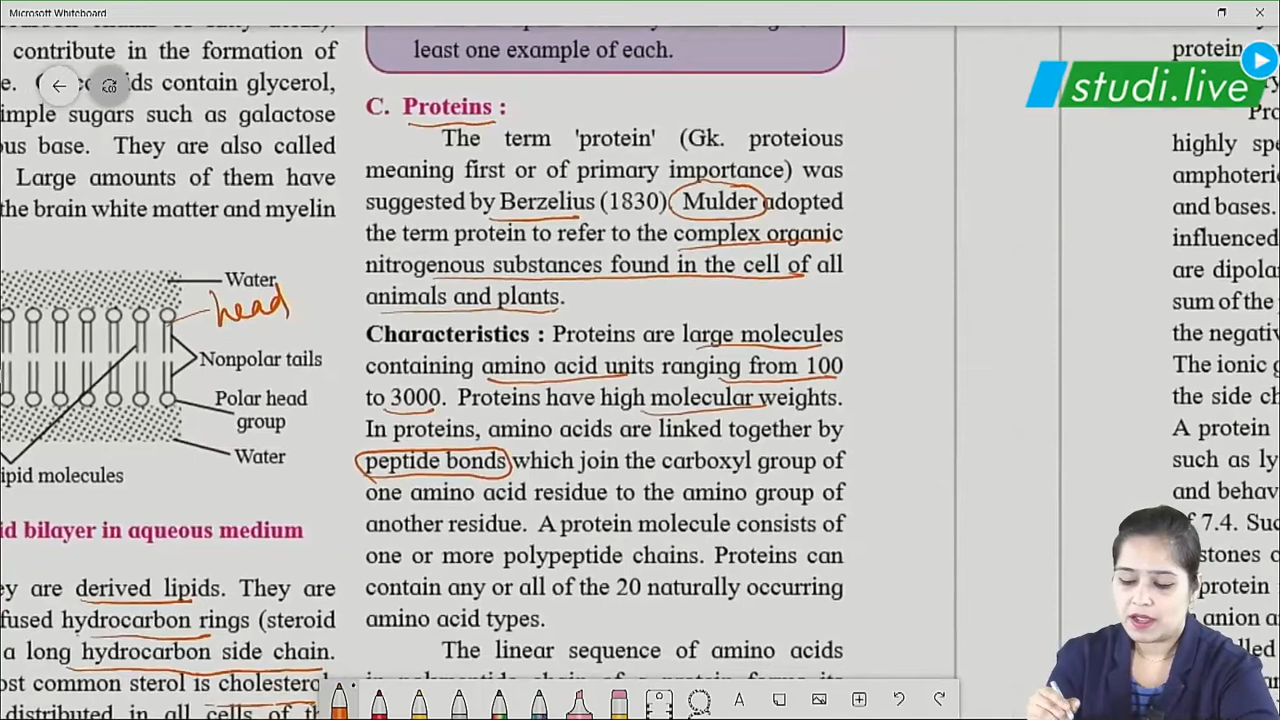 Microsoft Whiteboard
contribute in the formation of
ds contain glycerol,
imple sugars such as galactose
ous base. They are also called
Large amounts of them have
the brain white matter and myelin
Water
head
Nonpolar tails
Polar head
group
Water
ipid molecules
id bilayer in aqueous medium
ey are derived lipids. They are
fused hydrocarbon rings (steroid
a long hydrocarbon side chain.
ost common sterol is cholesterol
distributed in all cells of th
least one example of each.
C. Proteins :
The term 'protein' (Gk. proteious
meaning first or of primary importance) was
suggested by Berzelius (1830) Mulder adopted
the term protein to refer to the complex organic
nitrogenous substances found in the cell of all
animals and plants.
Characteristics : Proteins are large molecules
containing amino acid units ranging from 100
to 3000. Proteins have high molecular weights.
In proteins, amino acids are linked together by
peptide bonds which join the carboxyl group of
one amino acid residue to the amino group of
another residue. A protein molecule consists of
one or more polypeptide chains. Proteins can
contain any or all of the 20 naturally occurring
amino acid types.
The linear sequence of amino acids
studi.live
protein
Pro
highly spe
amphoteri
and bases.
influenced
are dipola
sum of the
the negativ
The ionic g
the side ch
A protein
such as ly
and behav
of 7.4. Suc
stones
protein
anion a
lled